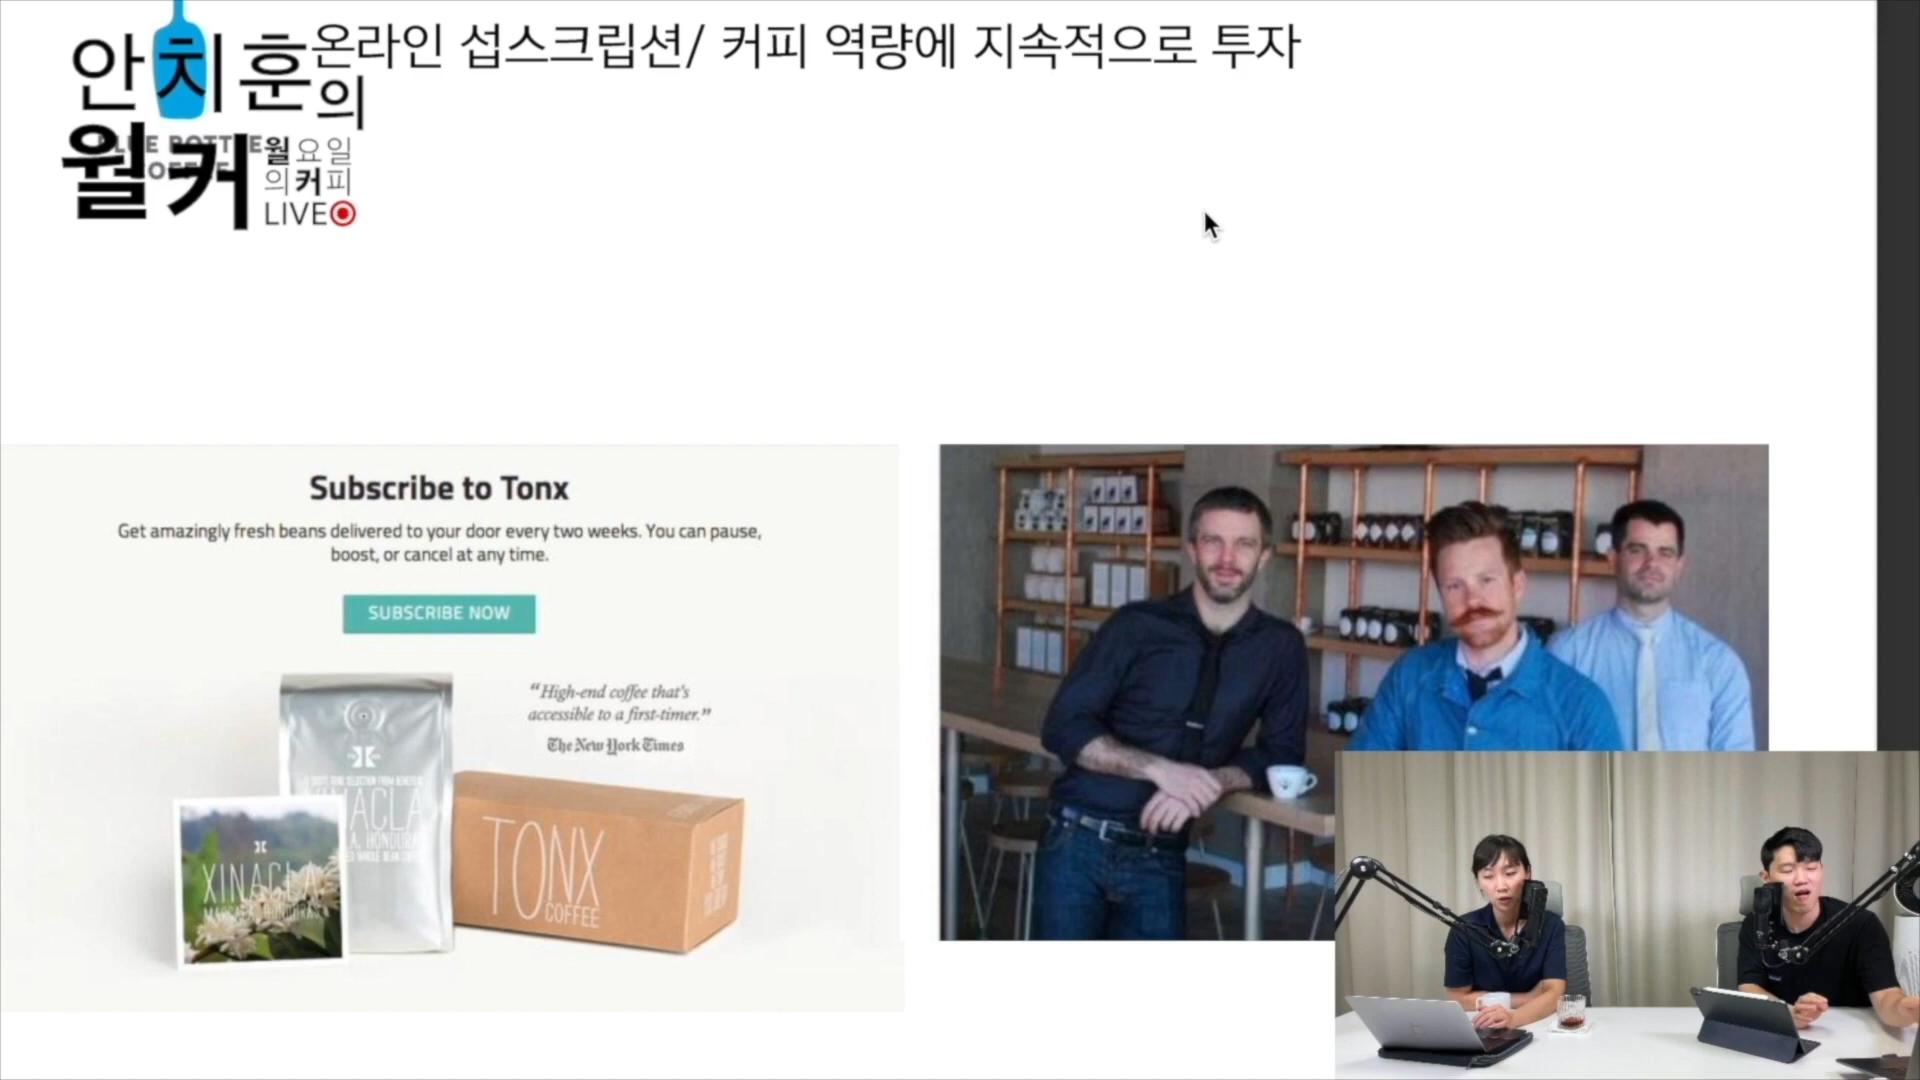 온라인 섭스크립션/ 커피 역량에 지속적으로 투자
안치훈의
월커
월요일
의커피
LIVE
Subscribe to Tonx
Get amazingly fresh beans delivered to your door every two weeks. You can pause,
boost, or cancel at any time.
SUBSCRIBE NOW
“High-end coffee that's
accessible to a first-timer.”
The New York Times
XINACLA
TONX
COFFEE